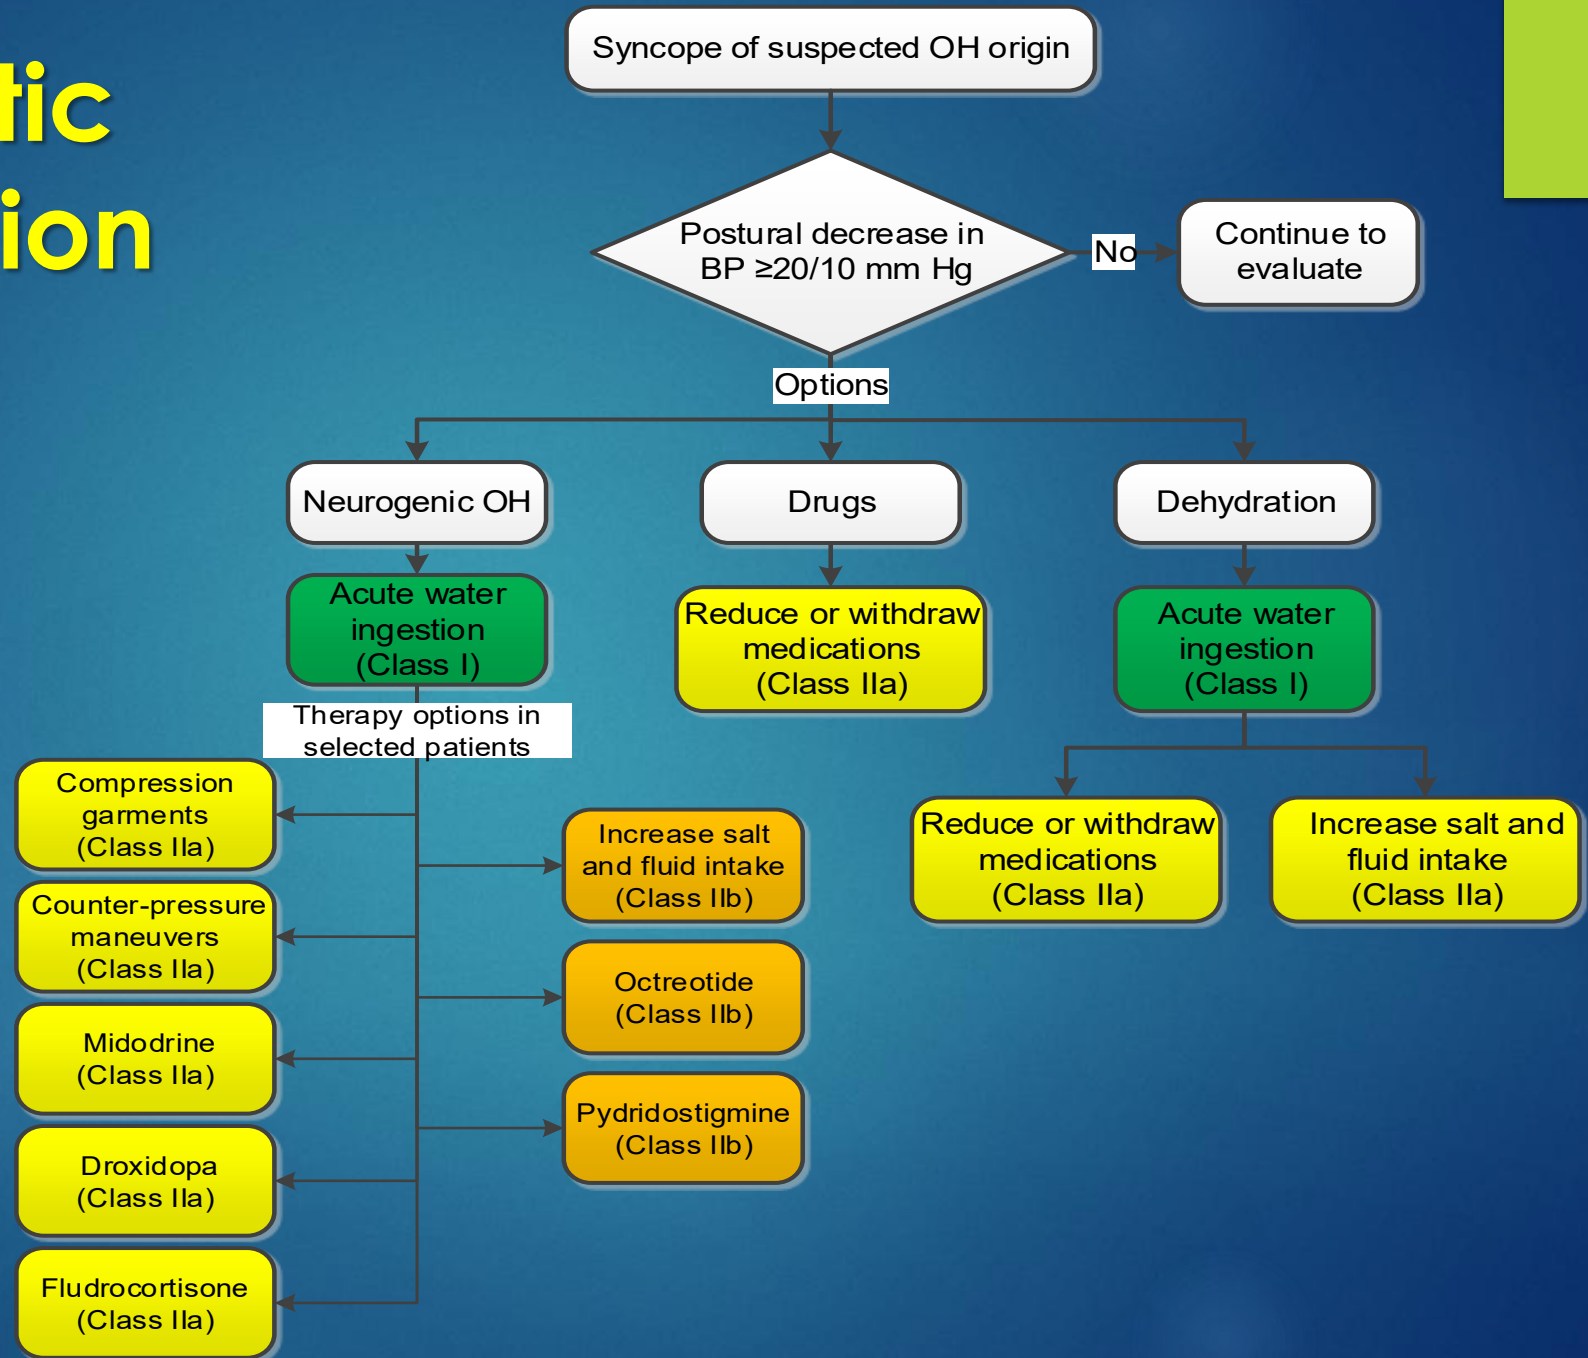 tic
ion
Syncope of suspected OH origin
Postural decrease in
BP ≥20/10 mm Hg
No
Continue to
evaluate
Options
Neurogenic OH
Drugs
Dehydration
Acute water
ingestion
(Class I)
Reduce or withdraw
medications
(Class IIa)
Acute water
ingestion
(Class I)
Therapy options in
selected patients
Compression
garments
(Class IIa)
Counter-pressure
maneuvers
(Class IIa)
Midodrine
(Class IIa)
Droxidopa
(Class IIa)
Fludrocortisone
(Class IIa)
Increase salt
and fluid intake
(Class IIb)
Octreotide
(Class IIb)
Pydridostigmine
(Class IIb)
Reduce or withdraw
medications
(Class IIa)
Increase salt and
fluid intake
(Class IIa)